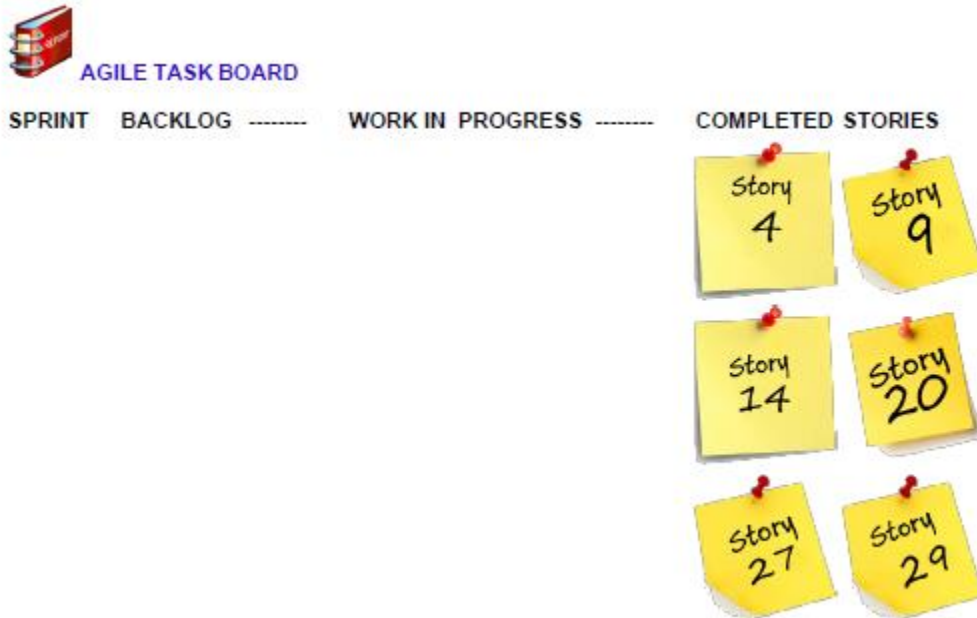 REPORT
AGILE TASK BOARD
SPRINT BACKLOG -------- WORK IN PROGRESS -------- COMPLETED STORIES
Story
4
Story
9
Story
14
Story
20
Story
27
Story
29